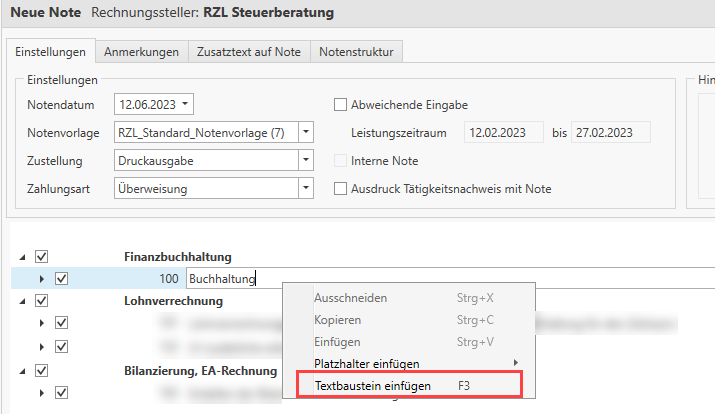 Neue Note Rechnungssteller: RZL Steuerberatung
Einstellungen Anmerkungen Zusatztext auf Note Notenstruktur
Einstellungen
Notendatum 12.06.2023 Abweichende Eingabe
Notenvorlage RZL_Standard_Notenvorlage (7) Leistungszeitraum 12.02.2023 bis 27.02.2023
Zustellung Druckausgabe Interne Note
Zahlungsart Überweisung Ausdruck Tätigkeitsnachweis mit Note
Hin
Finanzbuchhaltung
100 Buchhaltung
Ausschneiden Strg+X
Lohnverrechnung
Kopieren Strg+C
Einfügen Strg+V
Platzhalter einfügen
Bilanzierung, EA-Rechnung
Textbaustein einfügen F3